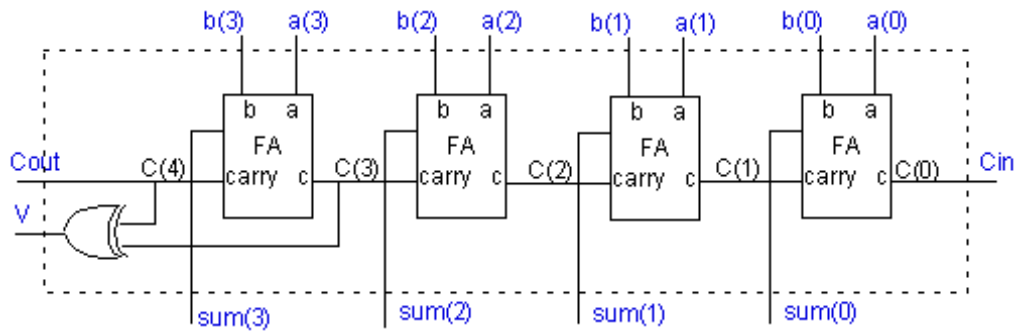 b(3) a(3) b(2) a(2) b(1) a(1) b(0) a(0)
b a b a b a b a
FA FA FA FA
Cout C(4) carry c C(3) carry c C(2) carry c C(1) carry c C(0) Cin
V
sum(3) sum(2) sum(1) sum(0)